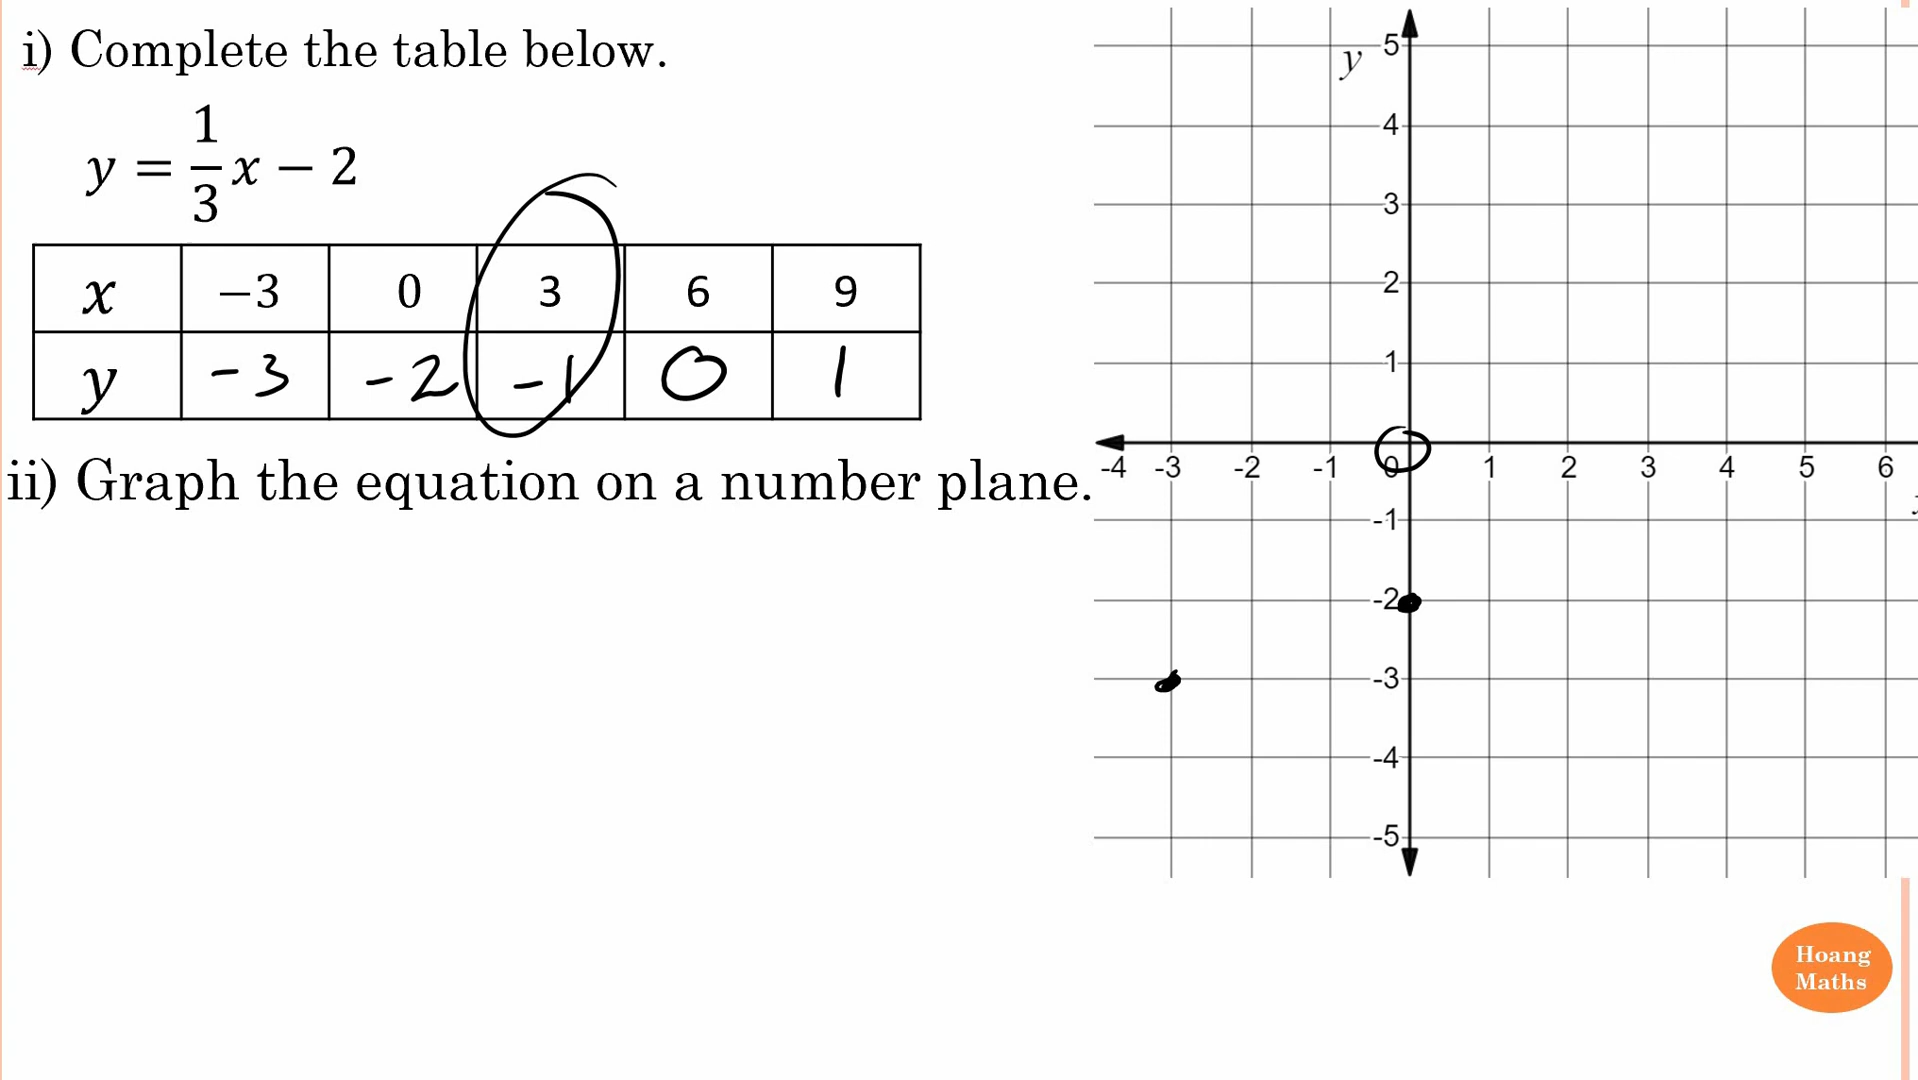 i) Complete the table below.
y = 1/3 x − 2
x −3 0 3 6 9
y -3 -2 -1 0 1
ii) Graph the equation on a number plane.
y
5
4
3
2
1
-4 -3 -2 -1 0 1 2 3 4 5 6
-1
-2
-3
-4
-5
Hoang
Maths